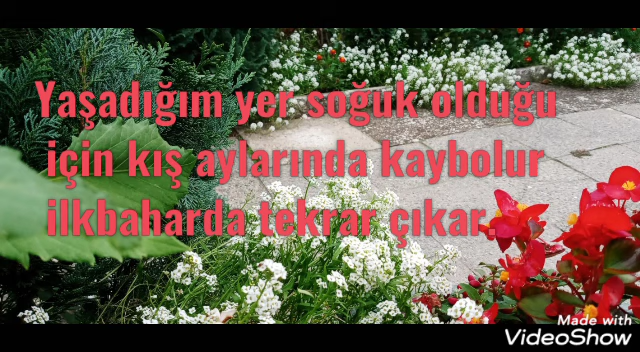 Yaşadığım yer soğuk olduğu
için kış aylarında kaybolur
ilkbaharda tekrar çıkar.
Made with
VideoShow